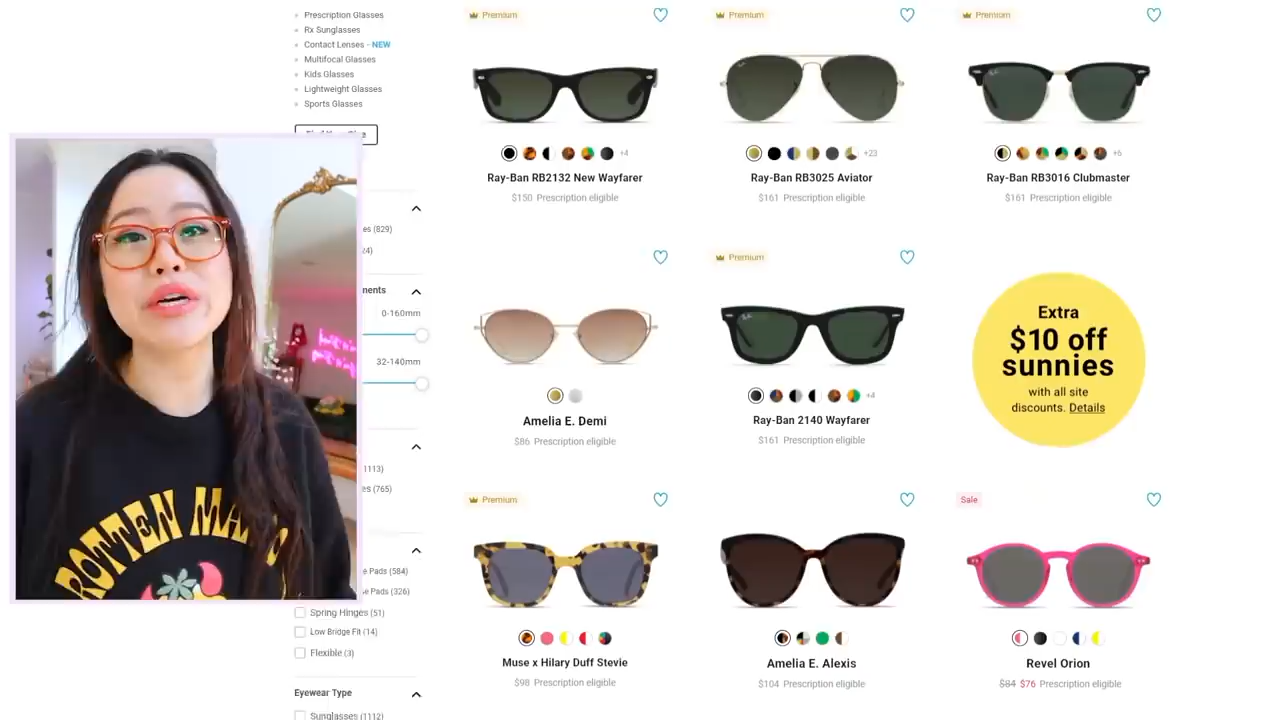 Prescription Glasses
Rx Sunglasses
Contact Lenses - NEW
Multifocal Glasses
Kids Glasses
Lightweight Glasses
Sports Glasses
es (829)
24)
ments
0-160mm
32-140mm
1113)
es (765)
e Pads (584)
le Pads (326)
Spring Hinges (51)
Low Bridge Fit (14)
Flexible (3)
Eyewear Type
Sunglasses (1112)
ROTTEN
Premium
Premium
Premium
+4
+23
+6
Ray-Ban RB2132 New Wayfarer
Ray-Ban RB3025 Aviator
Ray-Ban RB3016 Clubmaster
$150 Prescription eligible
$161 Prescription eligible
$161 Prescription eligible
Premium
Extra
$10 off
sunnies
with all site
discounts. Details
+4
Amelia E. Demi
Ray-Ban 2140 Wayfarer
$86 Prescription eligible
$161 Prescription eligible
Premium
Sale
Muse x Hilary Duff Stevie
Amelia E. Alexis
Revel Orion
$98 Prescription eligible
$104 Prescription eligible
$84 $76 Prescription eligible